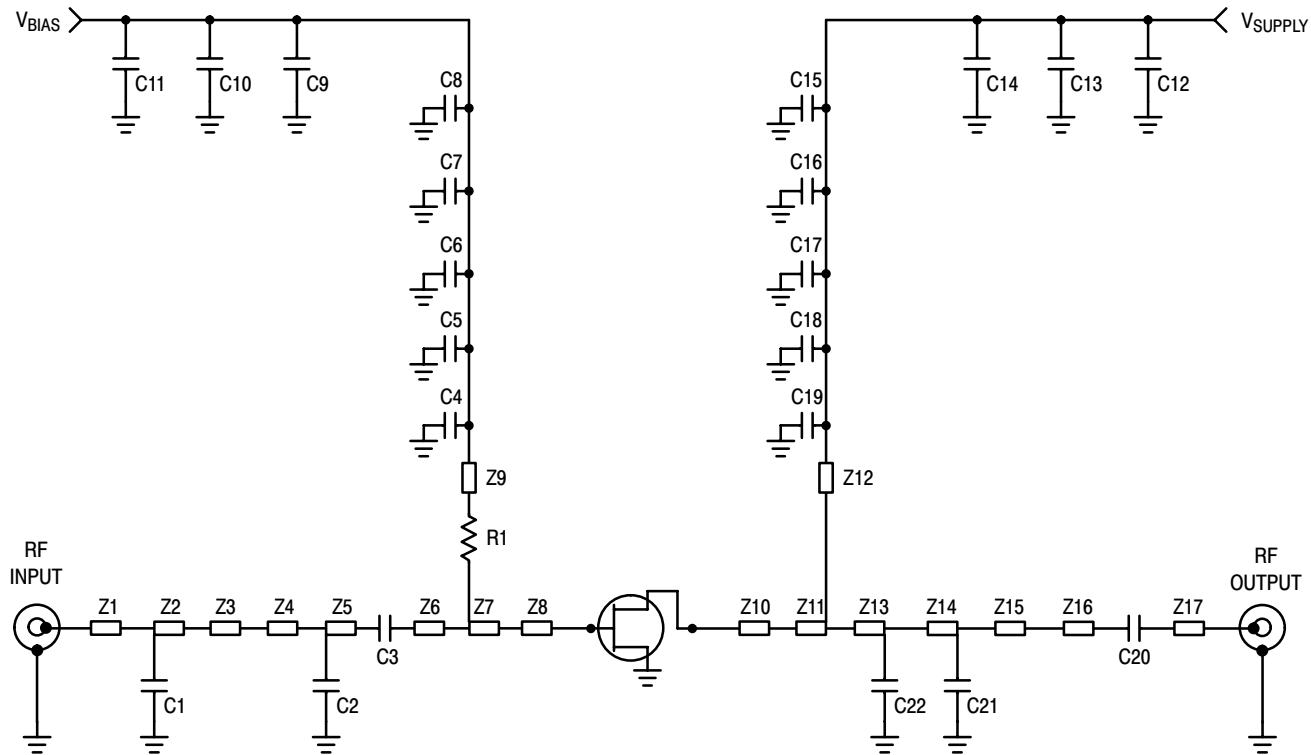 VBIAS
VSUPPLY
C11
C10
C9
C8
C15
C14
C13
C12
C7
C16
C6
C17
C5
C18
C4
C19
Z9
Z12
R1
RF
INPUT
RF
OUTPUT
Z1
Z2
Z3
Z4
Z5
Z6
Z7
Z8
Z10
Z11
Z13
Z14
Z15
Z16
Z17
C3
C20
C1
C2
C22
C21